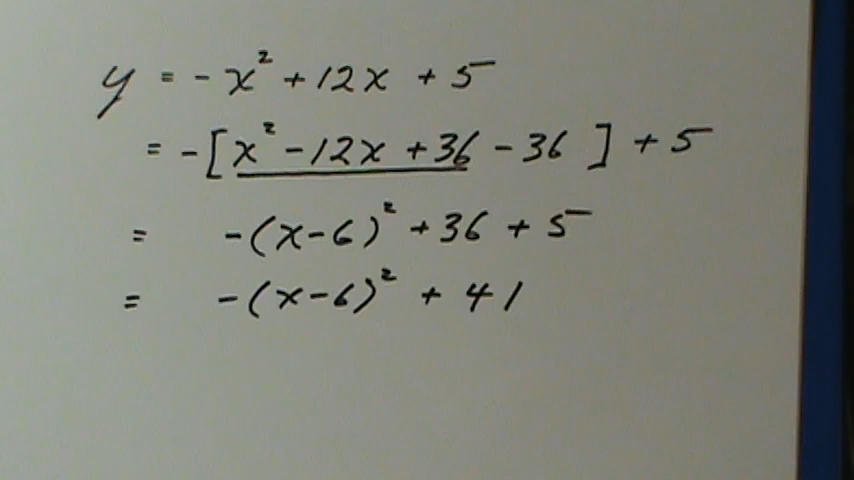 y = -x² + 12x + 5
= -[x² - 12x + 36 - 36] + 5
= -(x-6)² + 36 + 5
= -(x-6)² + 41